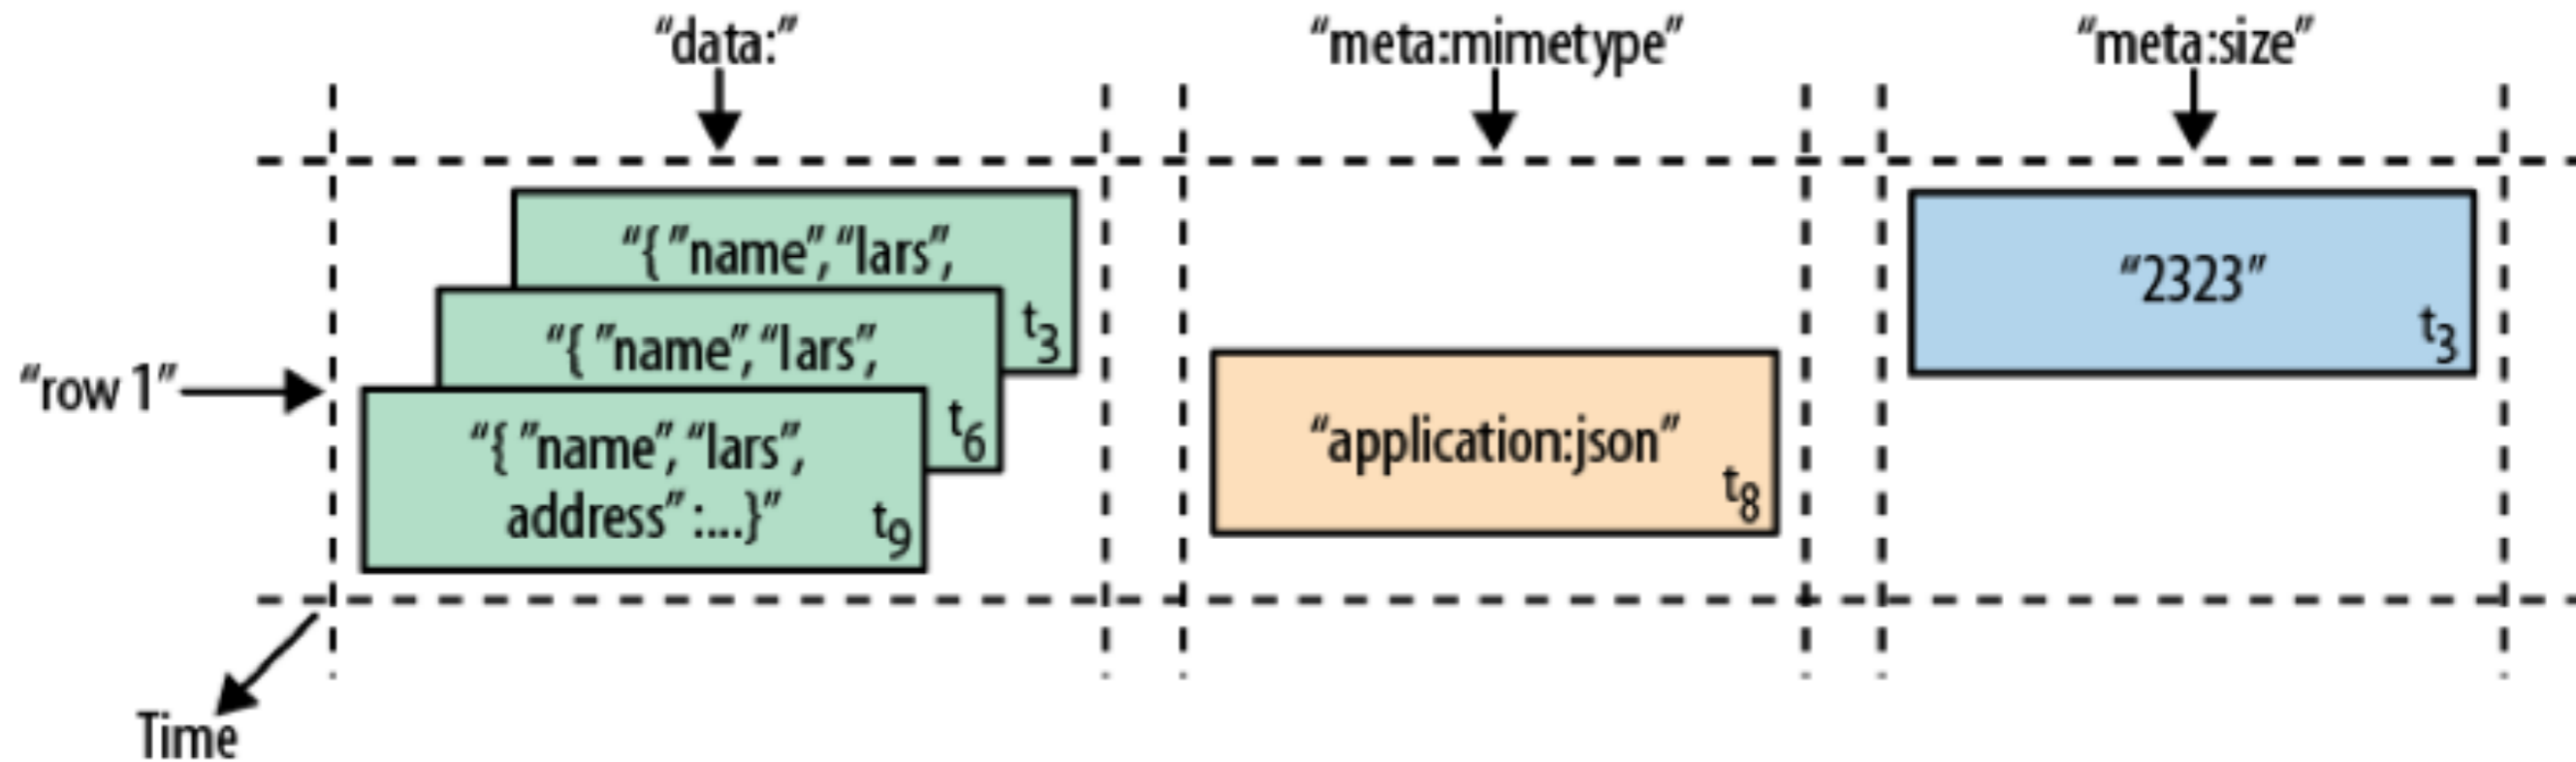 “data:”
“meta:mimetype”
“meta:size”
“{ ”name”, “lars”,
t3
“{ ”name”, “lars”,
t6
“{ ”name”, “lars”,
address” :...}”
t9
“application:json”
t8
“2323”
t3
“row 1”
Time